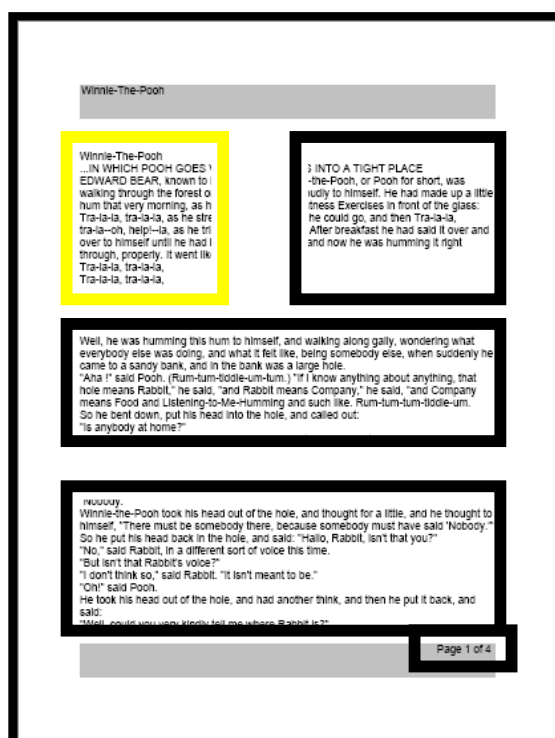 Winnie-The-Pooh
Winnie-The-Pooh
...IN WHICH POOH GOES
EDWARD BEAR, known to
walking through the forest
hum that very morning, as
Tra-la-la, tra-la-la, as he
tra-la--oh, help!--la, as he
over to himself until he had
through, properly. It went
Tra-la-la, tra-la-la,
Tra-la-la, tra-la-la,
INTO A TIGHT PLACE
-the-Pooh, or Pooh for short, was
to himself. He had made up a little
Exercises in front of the glass:
he could go, and then Tra-la-la,
After breakfast he had said it over and
and now he was humming it right
Well, he was humming this hum to himself, and walking along gaily, wondering what
everybody else was doing, and what it felt like, being somebody else, when suddenly he
came to a sandy bank, and in the bank was a large hole.
"Aha !" said Pooh. (Rum-tum-tiddle-um-tum.) "If I know anything about anything, that
hole means Rabbit," he said, "and Rabbit means Company," he said, "and Company
means Food and Listening-to-Me-Humming and such like. Rum-tum-tum-tiddle-um.
So he bent down, put his head into the hole, and called out:
"Is anybody at home?"
"Nobody."
Winnie-the-Pooh took his head out of the hole, and thought for a little, and he thought to
himself, "There must be somebody there, because somebody must have said 'Nobody.'"
So he put his head back in the hole, and said: "Hallo, Rabbit, isn't that you?"
"No," said Rabbit, in a different sort of voice this time.
"But isn't that Rabbit's voice?"
"I don't think so," said Rabbit. "It isn't meant to be."
"Oh!" said Pooh.
He took his head out of the hole, and had another think, and then he put it back, and
said:
"Well, could you very kindly tell me where Rabbit is?"
Page 1 of 4